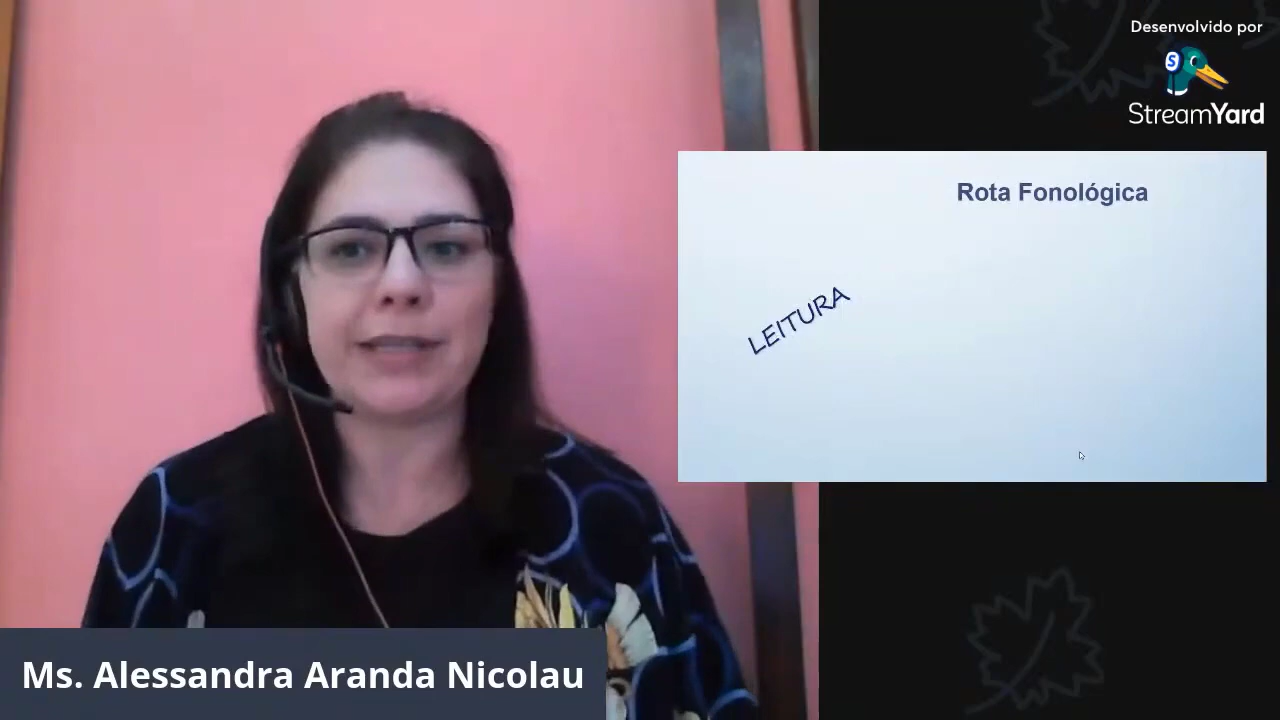 Desenvolvido por
StreamYard
Rota Fonológica
LEITURA
Ms. Alessandra Aranda Nicolau